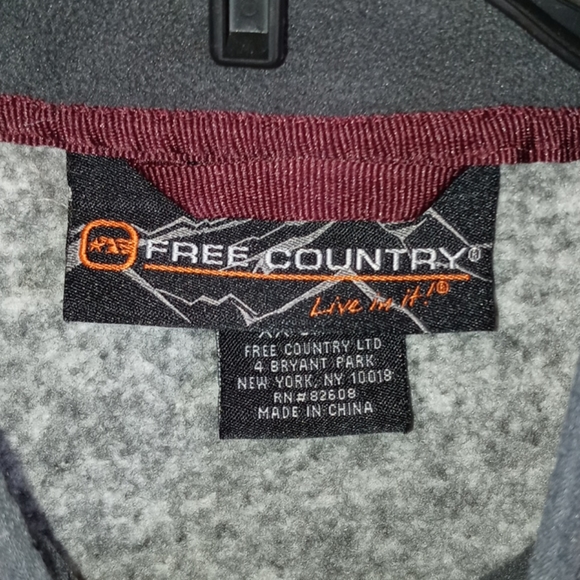 FREE COUNTRY®
Live in it!®
FREE COUNTRY LTD
4 BRYANT PARK
NEW YORK, NY 10018
RN# 82608
MADE IN CHINA